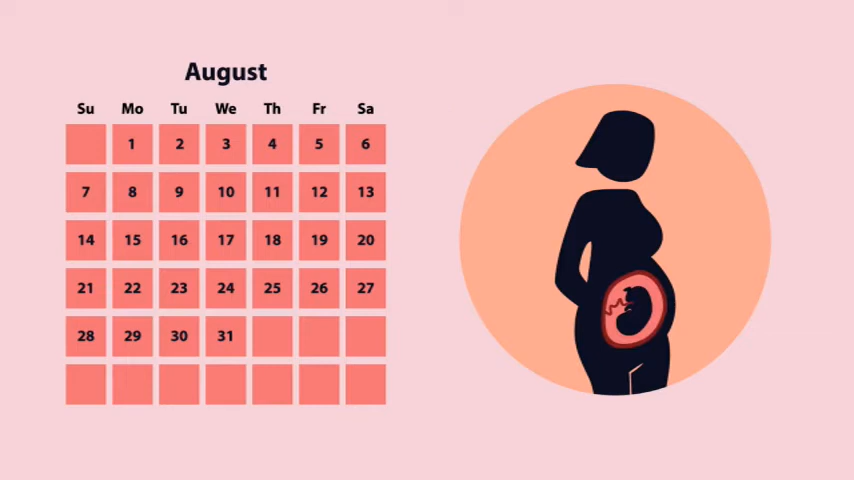 August
Su Mo Tu We Th Fr Sa
1 2 3 4 5 6
7 8 9 10 11 12 13
14 15 16 17 18 19 20
21 22 23 24 25 26 27
28 29 30 31